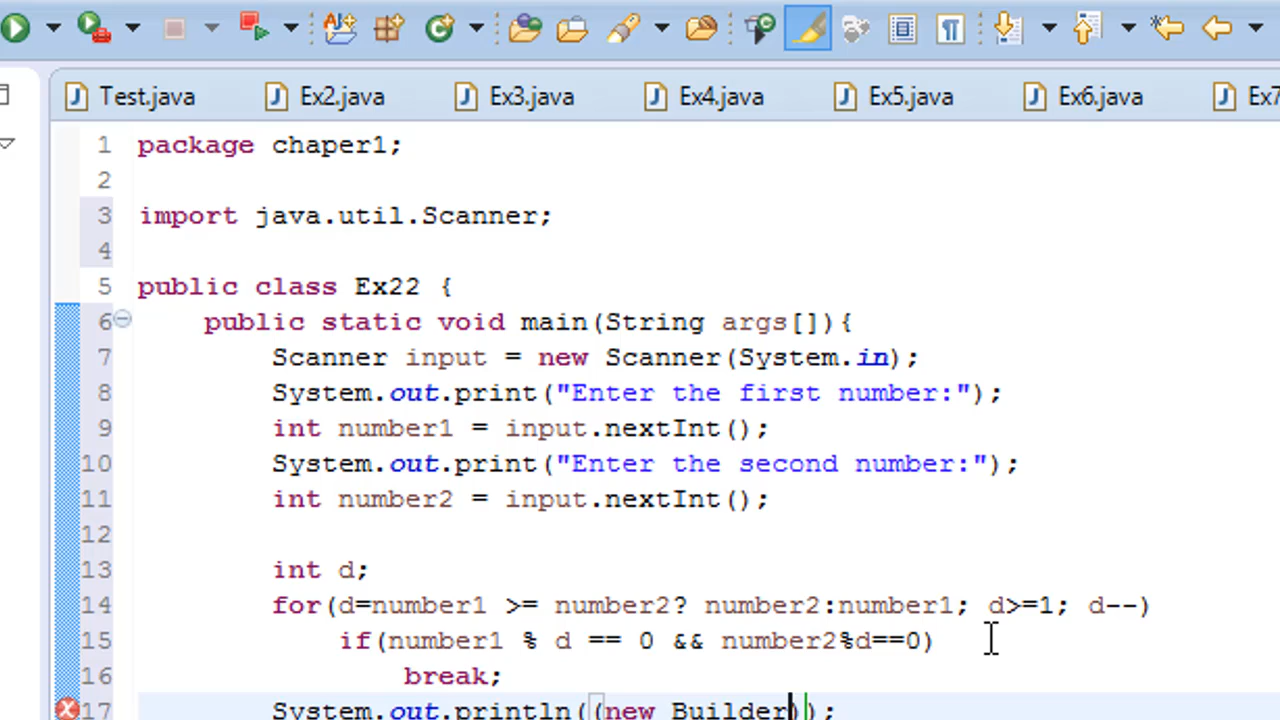 Test.java Ex2.java Ex3.java Ex4.java Ex5.java Ex6.java Ex7
1 package chaper1;
2
3 import java.util.Scanner;
4
5 public class Ex22 {
6 public static void main(String args[]){
7 Scanner input = new Scanner(System.in);
8 System.out.print("Enter the first number:");
9 int number1 = input.nextInt();
10 System.out.print("Enter the second number:");
11 int number2 = input.nextInt();
12
13 int d;
14 for(d=number1 >= number2? number2:number1; d>=1; d--)
15 if(number1 % d == 0 && number2%d==0)
16 break;
17 System.out.println((new Builder));